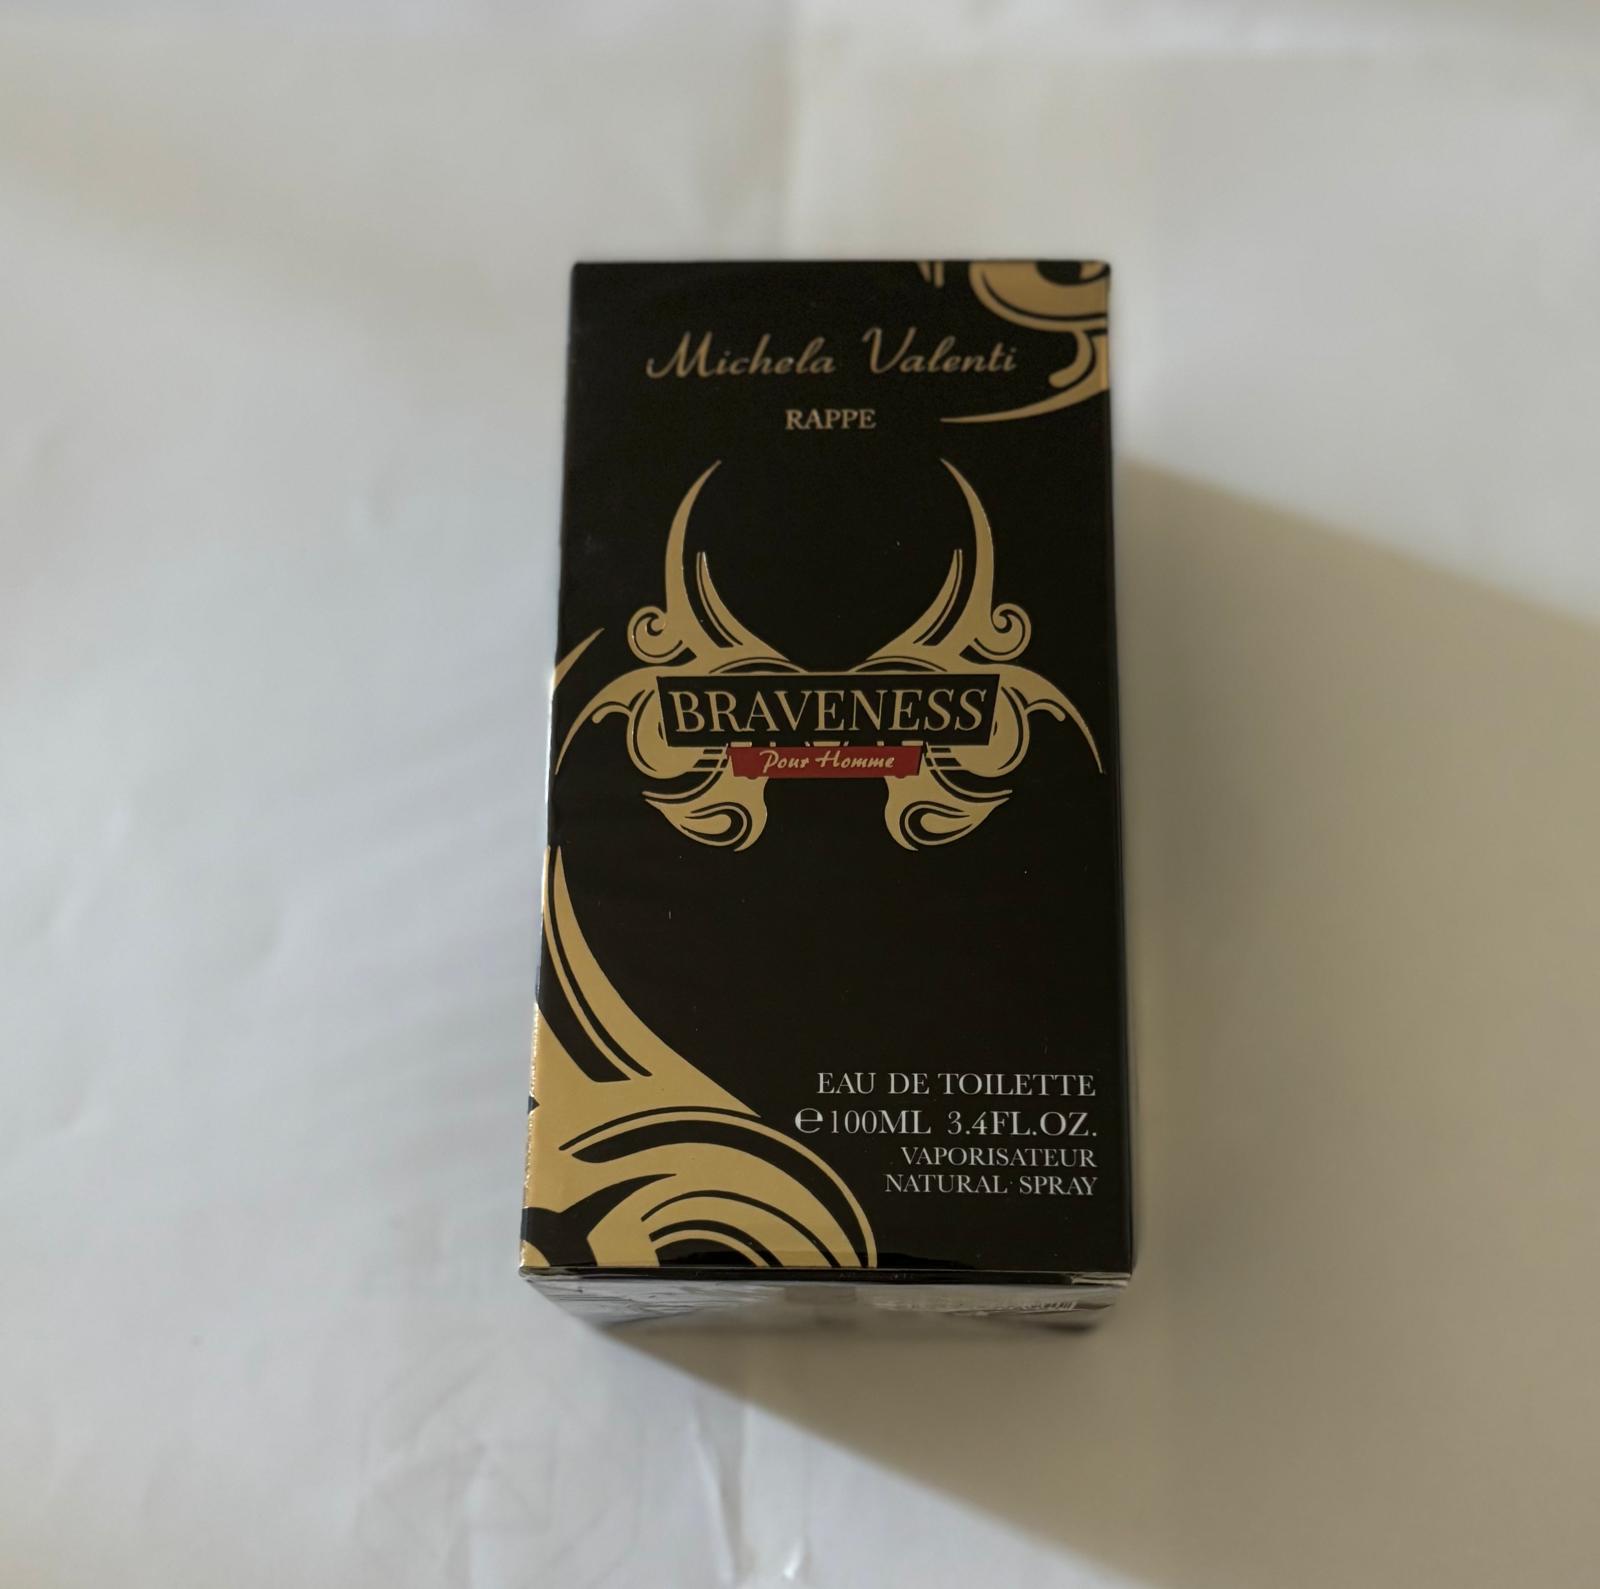 Michela Valenti
RAPPE
BRAVENESS
Pour Homme
EAU DE TOILETTE
℮100ML 3.4FL.OZ.
VAPORISATEUR
NATURAL SPRAY